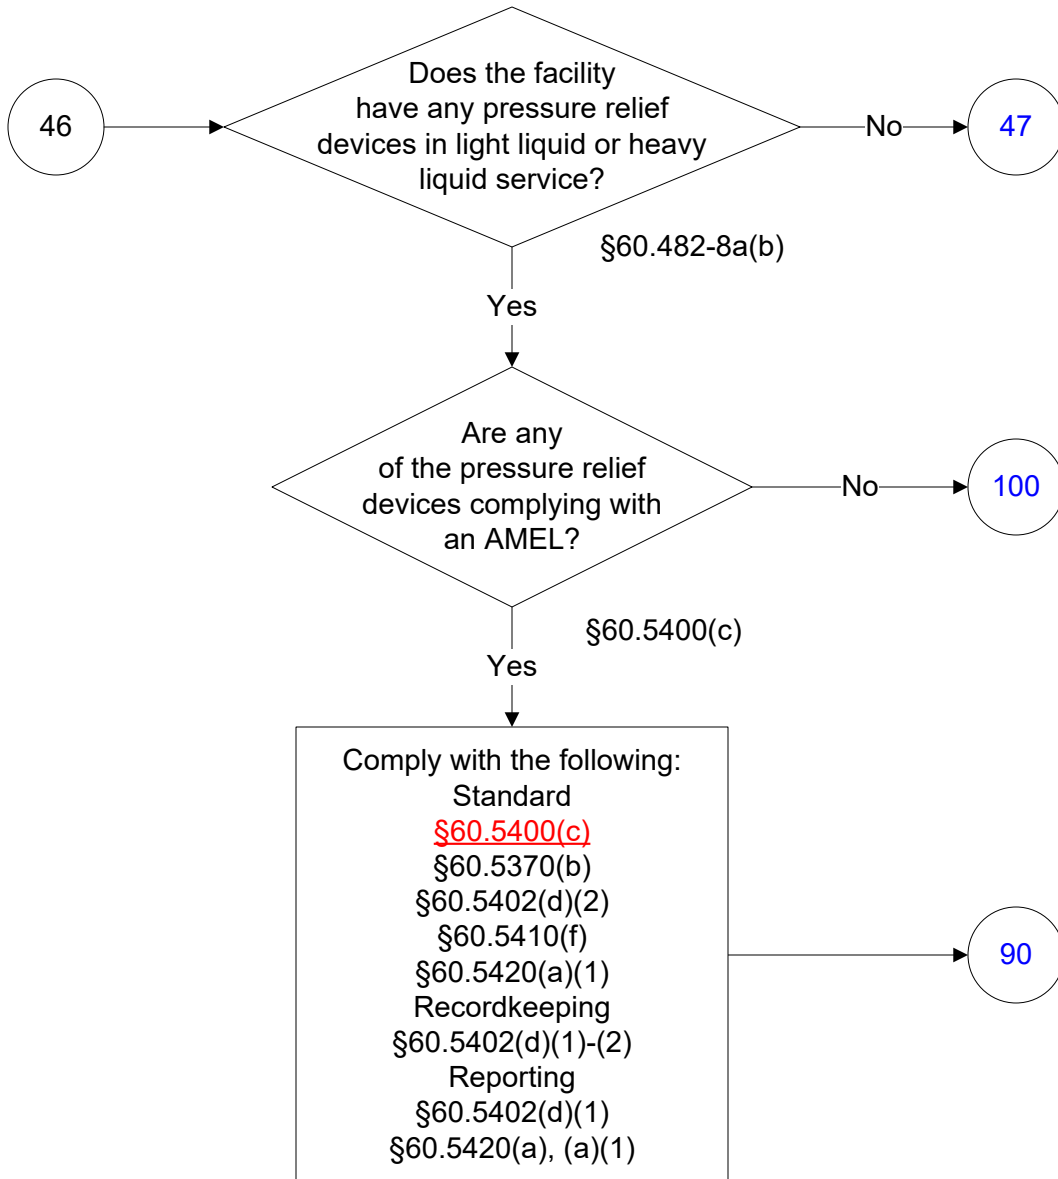 Does the facility
have any pressure relief
devices in light liquid or heavy
liquid service?
46
No
47
§60.482-8a(b)
Yes
Are any
of the pressure relief
devices complying with
an AMEL?
No
100
§60.5400(c)
Yes
Comply with the following:
Standard
§60.5400(c)
§60.5370(b)
§60.5402(d)(2)
§60.5410(f)
§60.5420(a)(1)
Recordkeeping
§60.5402(d)(1)-(2)
Reporting
§60.5402(d)(1)
§60.5420(a), (a)(1)
90